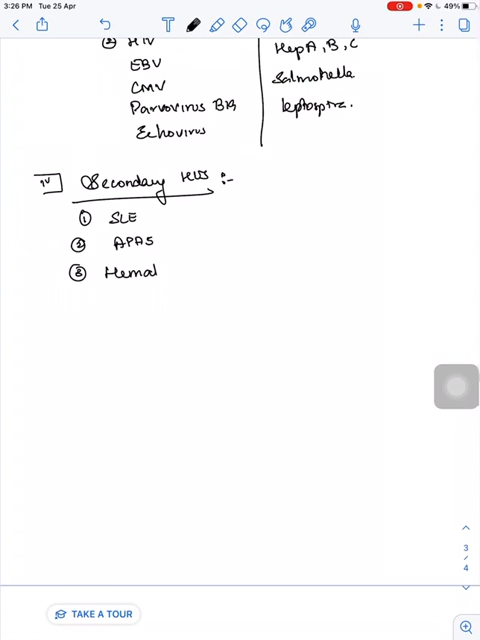 3:26 PM Tue 25 Apr
49%
② HIV
EBV
CMV
Parvovirus B19
Echovirus
Hep A, B, C
Salmonella
leptospira.
IV Secondary HUS :-
① SLE
② APAS
③ Hemal
3
/
4
TAKE A TOUR